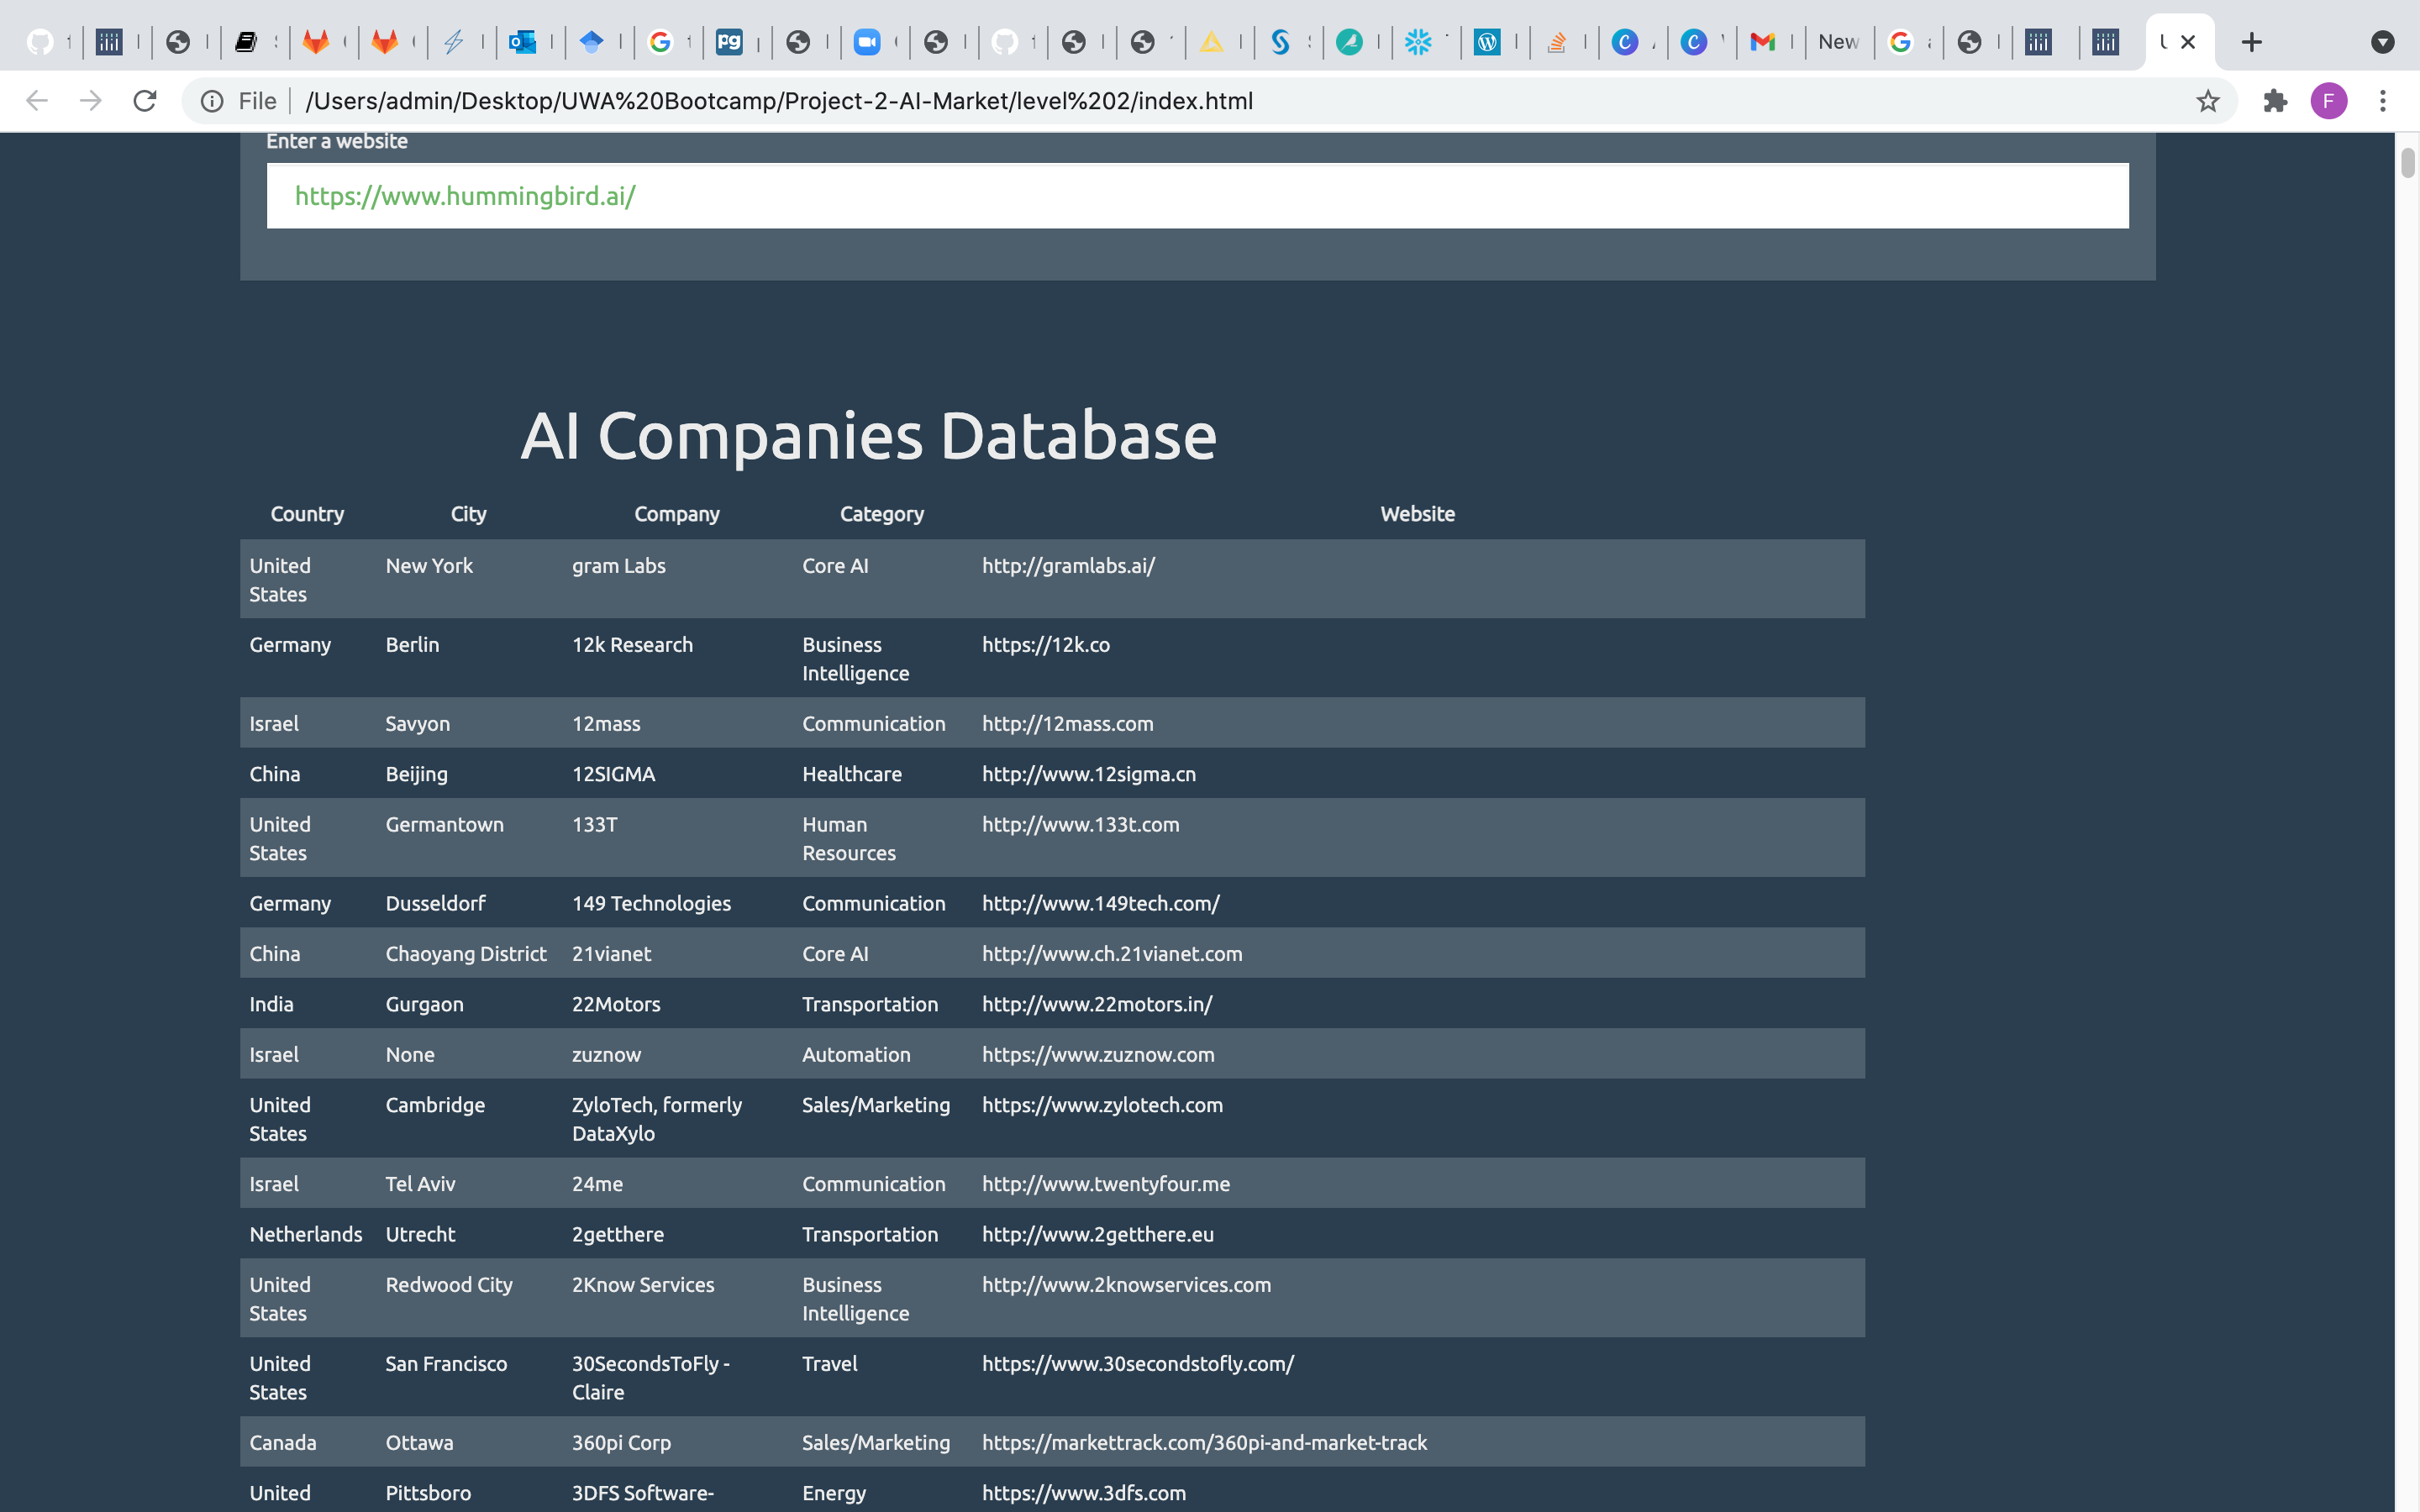 New
File
/Users/admin/Desktop/UWA%20Bootcamp/Project-2-AI-Market/level%202/index.html
F
Enter a website
https://www.hummingbird.ai/
AI Companies Database
Country City Company Category Website
United New York gram Labs Core AI http://gramlabs.ai/
States
Germany Berlin 12k Research Business https://12k.co
Intelligence
Israel Savyon 12mass Communication http://12mass.com
China Beijing 12SIGMA Healthcare http://www.12sigma.cn
United Germantown 133T Human http://www.133t.com
States Resources
Germany Dusseldorf 149 Technologies Communication http://www.149tech.com/
China Chaoyang District 21vianet Core AI http://www.ch.21vianet.com
India Gurgaon 22Motors Transportation http://www.22motors.in/
Israel None zuznow Automation https://www.zuznow.com
United Cambridge ZyloTech, formerly Sales/Marketing https://www.zylotech.com
States DataXylo
Israel Tel Aviv 24me Communication http://www.twentyfour.me
Netherlands Utrecht 2getthere Transportation http://www.2getthere.eu
United Redwood City 2Know Services Business http://www.2knowservices.com
States Intelligence
United San Francisco 30SecondsToFly - Travel https://www.30secondstofly.com/
States Claire
Canada Ottawa 360pi Corp Sales/Marketing https://markettrack.com/360pi-and-market-track
United Pittsboro 3DFS Software- Energy https://www.3dfs.com